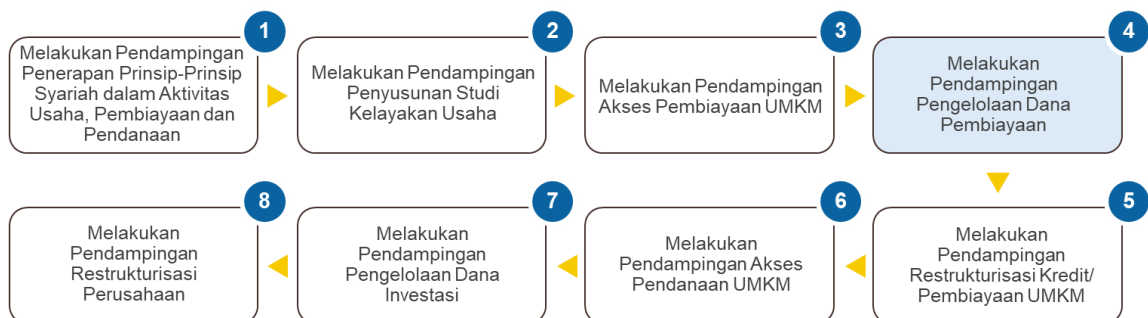 1
Melakukan Pendampingan
Penerapan Prinsip-Prinsip
Syariah dalam Aktivitas
Usaha, Pembiayaan dan
Pendanaan
2
Melakukan Pendampingan
Penyusunan Studi
Kelayakan Usaha
3
Melakukan Pendampingan
Akses Pembiayaan UMKM
4
Melakukan
Pendampingan
Pengelolaan Dana
Pembiayaan
5
Melakukan
Pendampingan
Restrukturisasi Kredit/
Pembiayaan UMKM
6
Melakukan
Pendampingan Akses
Pendanaan UMKM
7
Melakukan
Pendampingan
Pengelolaan Dana
Investasi
8
Melakukan
Pendampingan
Restrukturisasi
Perusahaan